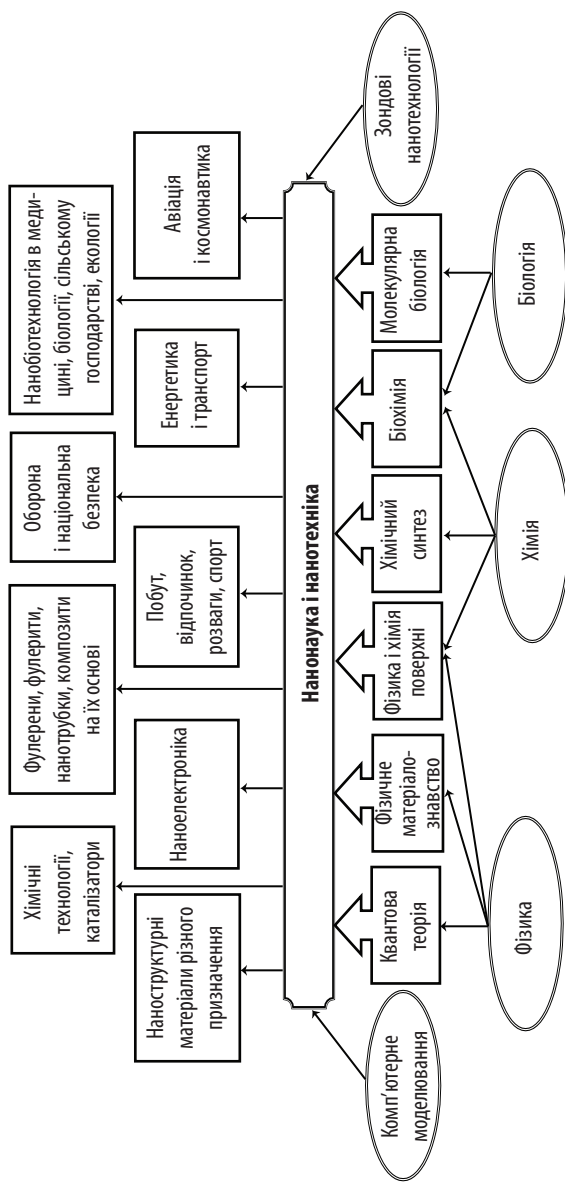 Хімічні
технології,
каталізатори
Фулерени, фулерити,
нанотрубки, композити
на їх основі
Оборона
і національна
безпека
Нанобіотехнологія в меди-
цині, біології, сільському
господарстві, екології
Наноструктурні
матеріали різного
призначення
Наноелектроніка
Побут,
відпочинок,
розваги, спорт
Енергетика
і транспорт
Авіація
і космонавтика
Нанонаука і нанотехніка
Комп’ютерне
моделювання
Квантова
теорія
Фізичне
матеріало-
знавство
Фізика і хімія
поверхні
Хімічний
синтез
Біохімія
Молекулярна
біологія
Зондові
нанотехнології
Фізика
Хімія
Біологія